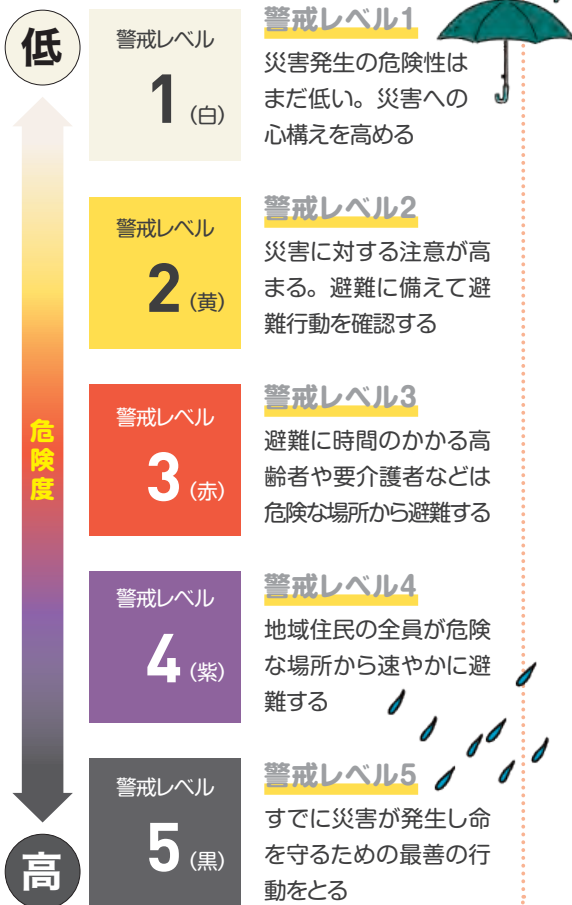 低
危険度
高
警戒レベル
1(白)
警戒レベル1
災害発生の危険性は
まだ低い。災害への
心構えを高める
警戒レベル
2(黄)
警戒レベル2
災害に対する注意が高
まる。避難に備えて避
難行動を確認する
警戒レベル
3(赤)
警戒レベル3
避難に時間のかかる高
齢者や要介護者などは
危険な場所から避難する
警戒レベル
4(紫)
警戒レベル4
地域住民の全員が危険
な場所から速やかに避
難する
警戒レベル
5(黒)
警戒レベル5
すでに災害が発生し命
を守るための最善の行
動をとる